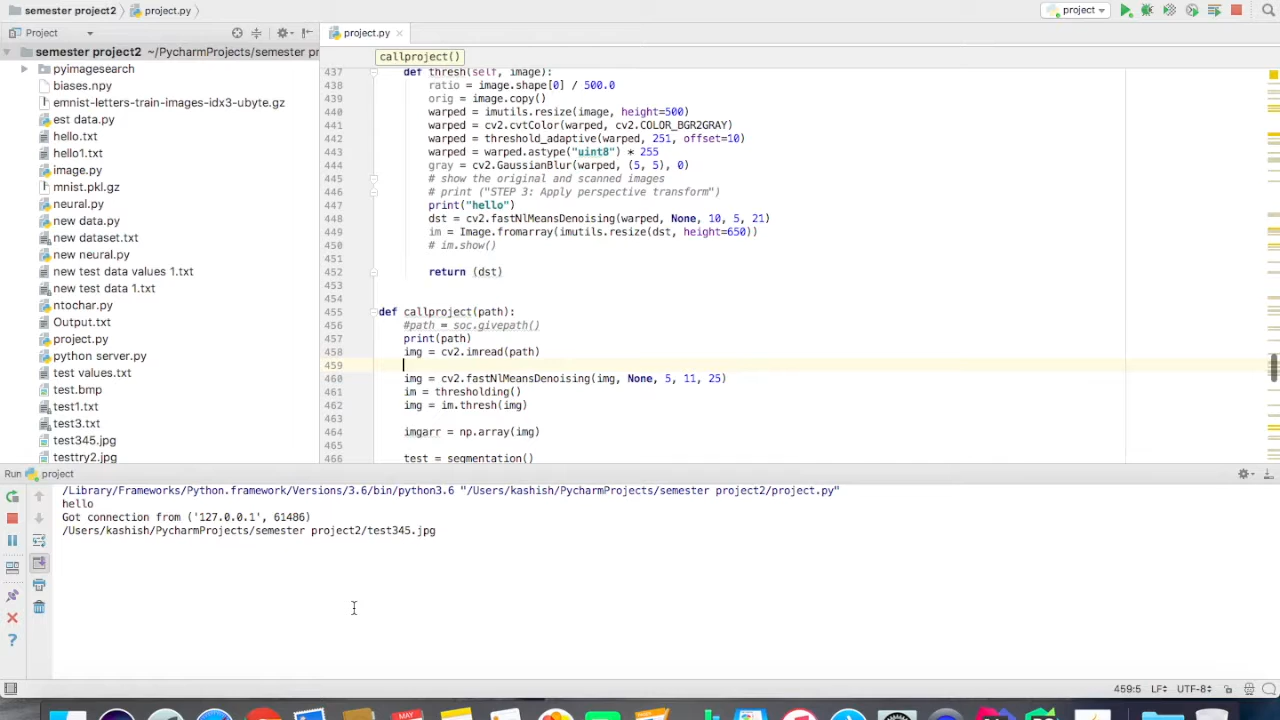 semester project2
project.py
project
Project
project.py
semester project2 ~/PycharmProjects/semester pr
callproject()
pyimagesearch
biases.npy
emnist-letters-train-images-idx3-ubyte.gz
est data.py
hello.txt
hello1.txt
image.py
mnist.pkl.gz
neural.py
new data.py
new dataset.txt
new neural.py
new test data values 1.txt
new test data 1.txt
ntochar.py
Output.txt
project.py
python server.py
test values.txt
test.bmp
test1.txt
test3.txt
test345.jpg
testtry2.jpg
437 def thresh(self, image):
438 ratio = image.shape[0] / 500.0
439 orig = image.copy()
440 warped = imutils.resize(image, height=500)
441 warped = cv2.cvtColor(warped, cv2.COLOR_BGR2GRAY)
442 warped = threshold_adaptive(warped, 251, offset=10)
443 warped = warped.astype("uint8") * 255
444 gray = cv2.GaussianBlur(warped, (5, 5), 0)
445 # show the original and scanned images
446 # print ("STEP 3: Apply perspective transform")
447 print("hello")
448 dst = cv2.fastNlMeansDenoising(warped, None, 10, 5, 21)
449 im = Image.fromarray(imutils.resize(dst, height=650))
450 # im.show()
451
452 return (dst)
453
454
455 def callproject(path):
456 #path = soc.givepath()
457 print(path)
458 img = cv2.imread(path)
459
460 img = cv2.fastNlMeansDenoising(img, None, 5, 11, 25)
461 im = thresholding()
462 img = im.thresh(img)
463
464 imgarr = np.array(img)
465
466 test = segmentation()
Run project
/Library/Frameworks/Python.framework/Versions/3.6/bin/python3.6 "/Users/kashish/PycharmProjects/semester project2/project.py"
hello
Got connection from ('127.0.0.1', 61486)
/Users/kashish/PycharmProjects/semester project2/test345.jpg
459:5 LF÷ UTF-8÷
MAY